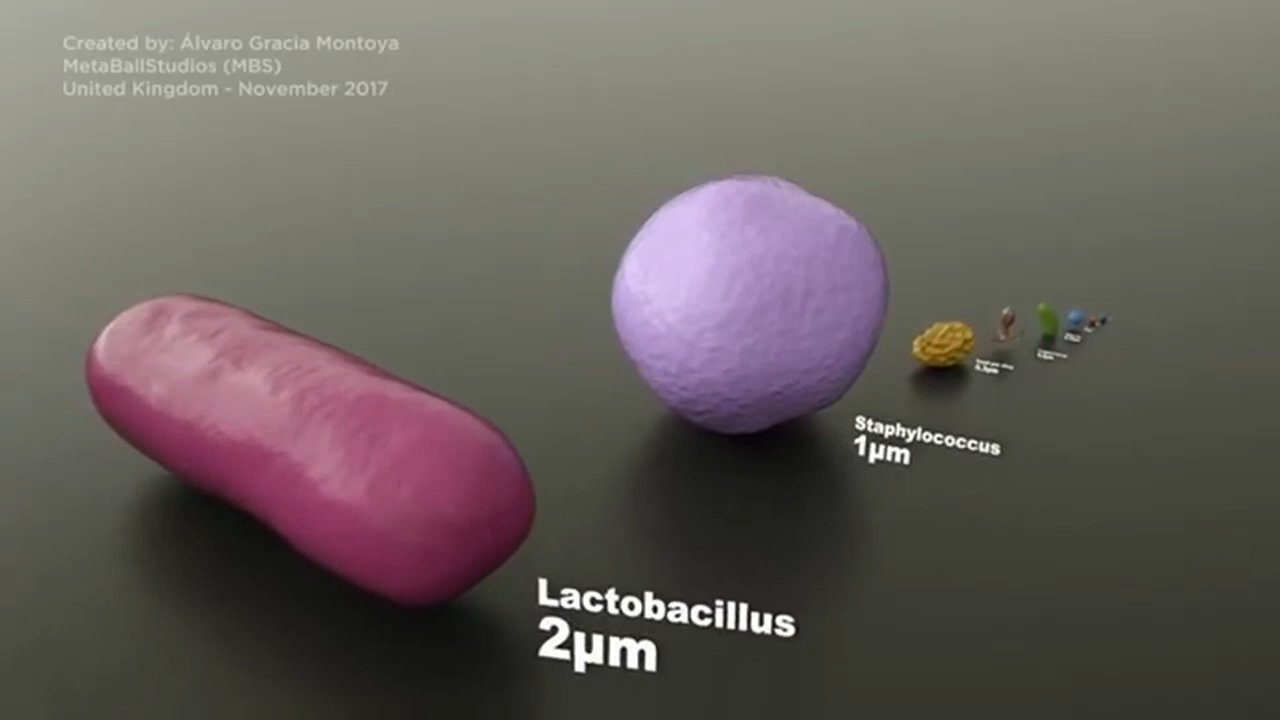 Created by: Álvaro Gracia Montoya
MetaBallStudios (MBS)
United Kingdom - November 2017
Staphylococcus
1µm
Lactobacillus
2µm